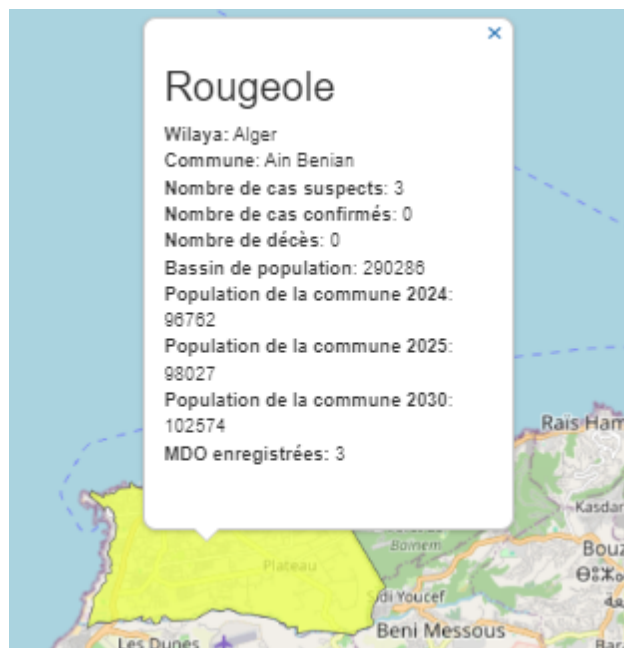 ×
Rougeole
Wilaya: Alger
Commune: Ain Benian
Nombre de cas suspects: 3
Nombre de cas confirmés: 0
Nombre de décès: 0
Bassin de population: 290286
Population de la commune 2024:
96762
Population de la commune 2025:
98027
Population de la commune 2030:
102574
MDO enregistrées: 3
Raïs Ham
Kasdar
Bainem
Bouz
Plateau
Sidi Youcef
Beni Messous
Les Dunes